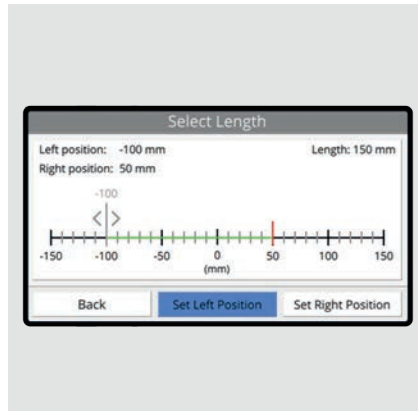 Select Length
Left position: -100 mm Length: 150 mm
Right position: 50 mm
-100
-150 -100 -50 0 50 100 150
(mm)
Back Set Left Position Set Right Position